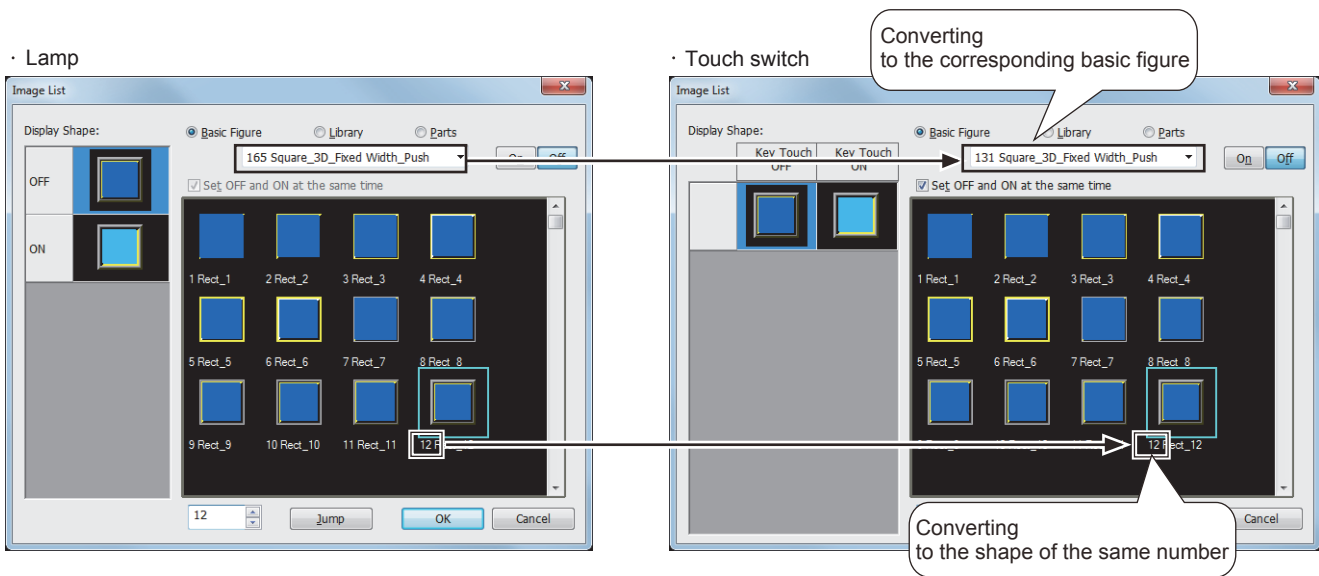 Converting
to the corresponding basic figure
· Lamp
· Touch switch
Image List
Display Shape:
Basic Figure Library Parts
165 Square_3D_Fixed Width_Push
On Off
Set OFF and ON at the same time
OFF
ON
1 Rect_1 2 Rect_2 3 Rect_3 4 Rect_4
5 Rect_5 6 Rect_6 7 Rect_7 8 Rect_8
9 Rect_9 10 Rect_10 11 Rect_11 12
12 Jump OK Cancel
Image List
Display Shape:
Basic Figure Library Parts
Key Touch OFF Key Touch ON
131 Square_3D_Fixed Width_Push
On Off
Set OFF and ON at the same time
1 Rect_1 2 Rect_2 3 Rect_3 4 Rect_4
5 Rect_5 6 Rect_6 7 Rect_7 8 Rect_8
12 Rect_12
Cancel
Converting
to the shape of the same number